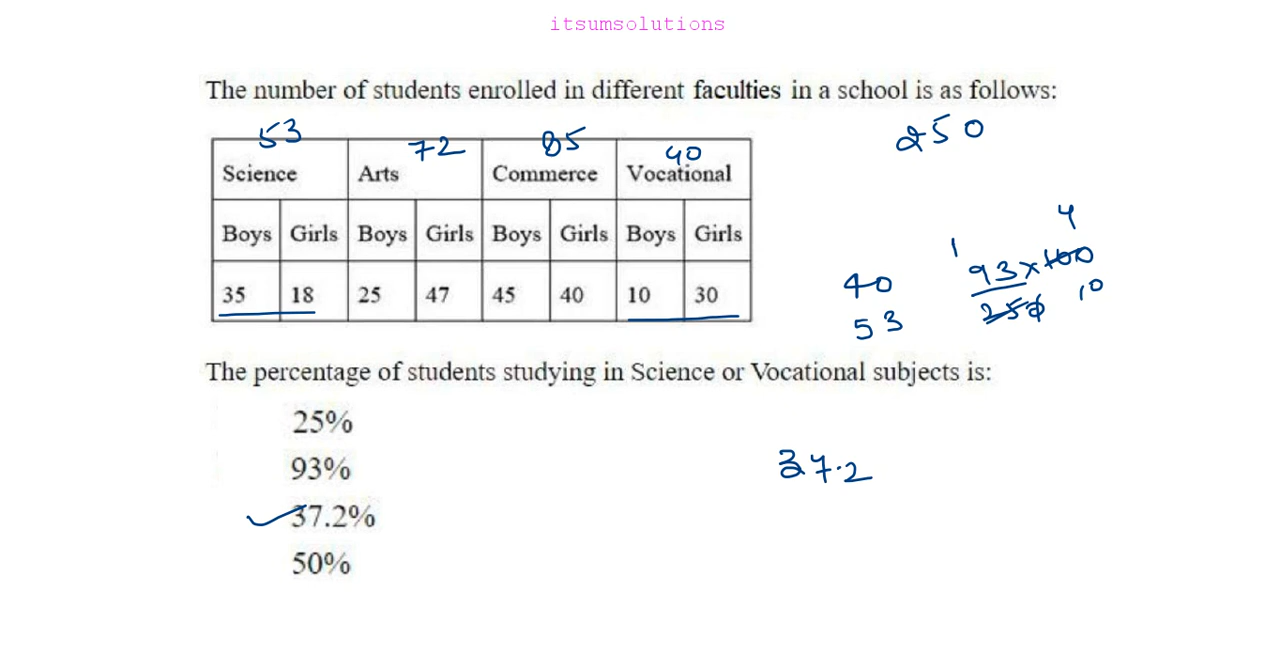 itsumsolutions
The number of students enrolled in different faculties in a school is as follows:
53 72 85 40 250
Science Arts Commerce Vocational
Boys Girls Boys Girls Boys Girls Boys Girls
35 18 25 47 45 40 10 30
40
53
1 4
93×100
250 10
The percentage of students studying in Science or Vocational subjects is:
25%
93%
37.2
37.2%
50%